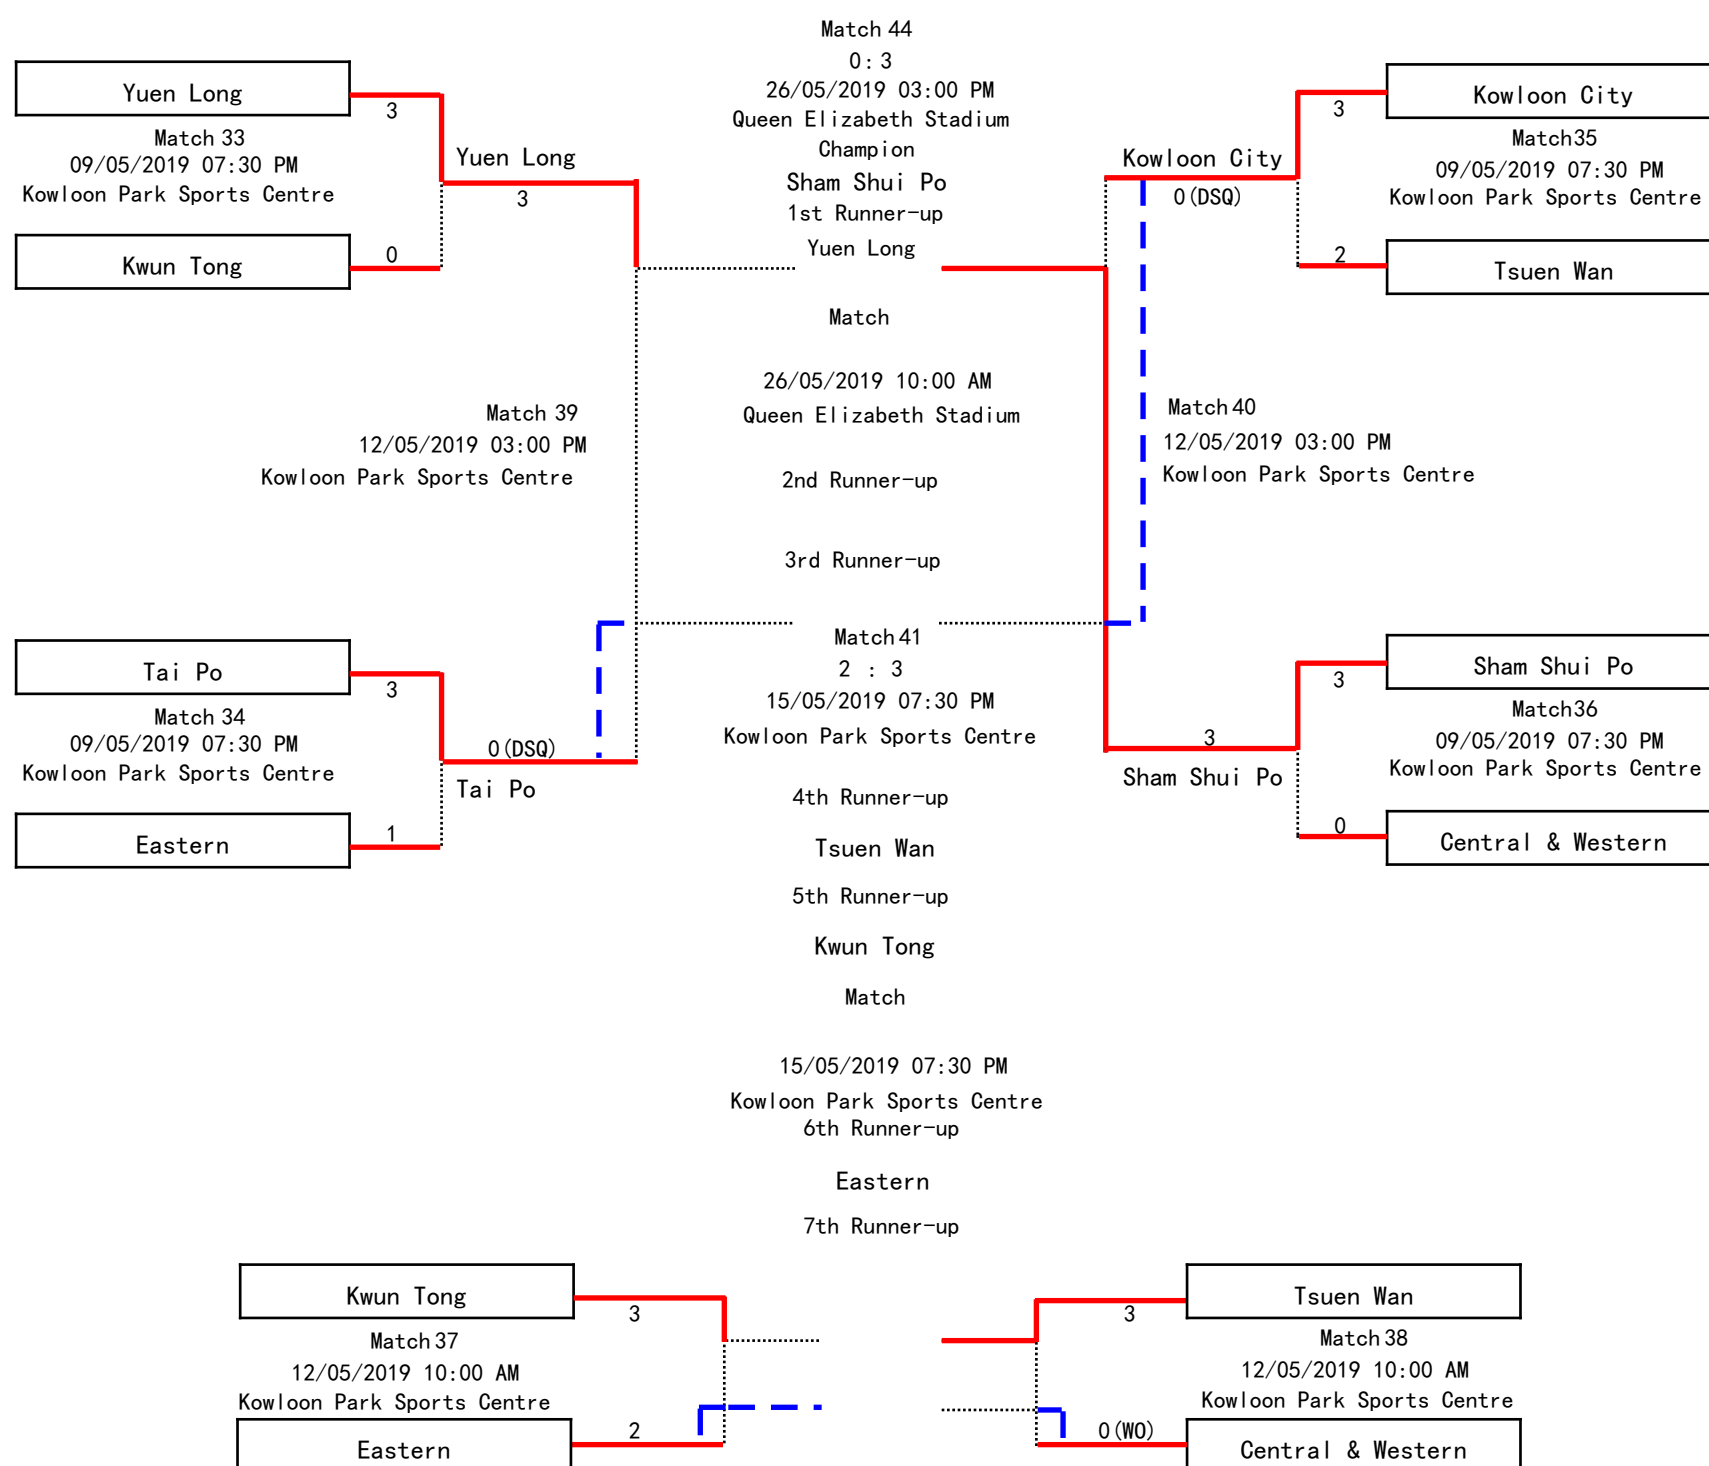 Match 44
0: 3
26/05/2019 03:00 PM
Queen Elizabeth Stadium
Champion
Sham Shui Po
1st Runner-up
Yuen Long
Yuen Long
3
Match 33
09/05/2019 07:30 PM
Kowloon Park Sports Centre
Kwun Tong
0
Yuen Long
3
Kowloon City
0(DSQ)
Kowloon City
3
Match35
09/05/2019 07:30 PM
Kowloon Park Sports Centre
Tsuen Wan
2
Match
26/05/2019 10:00 AM
Queen Elizabeth Stadium
2nd Runner-up
3rd Runner-up
Match 39
12/05/2019 03:00 PM
Kowloon Park Sports Centre
Match 40
12/05/2019 03:00 PM
Kowloon Park Sports Centre
Tai Po
3
Match 34
09/05/2019 07:30 PM
Kowloon Park Sports Centre
Eastern
1
0(DSQ)
Tai Po
Match 41
2 : 3
15/05/2019 07:30 PM
Kowloon Park Sports Centre
4th Runner-up
Tsuen Wan
5th Runner-up
Kwun Tong
3
Sham Shui Po
Sham Shui Po
3
Match36
09/05/2019 07:30 PM
Kowloon Park Sports Centre
Central & Western
0
Match
15/05/2019 07:30 PM
Kowloon Park Sports Centre
6th Runner-up
Eastern
7th Runner-up
Kwun Tong
3
Match 37
12/05/2019 10:00 AM
Kowloon Park Sports Centre
Eastern
2
Tsuen Wan
3
Match 38
12/05/2019 10:00 AM
Kowloon Park Sports Centre
Central & Western
0(WO)